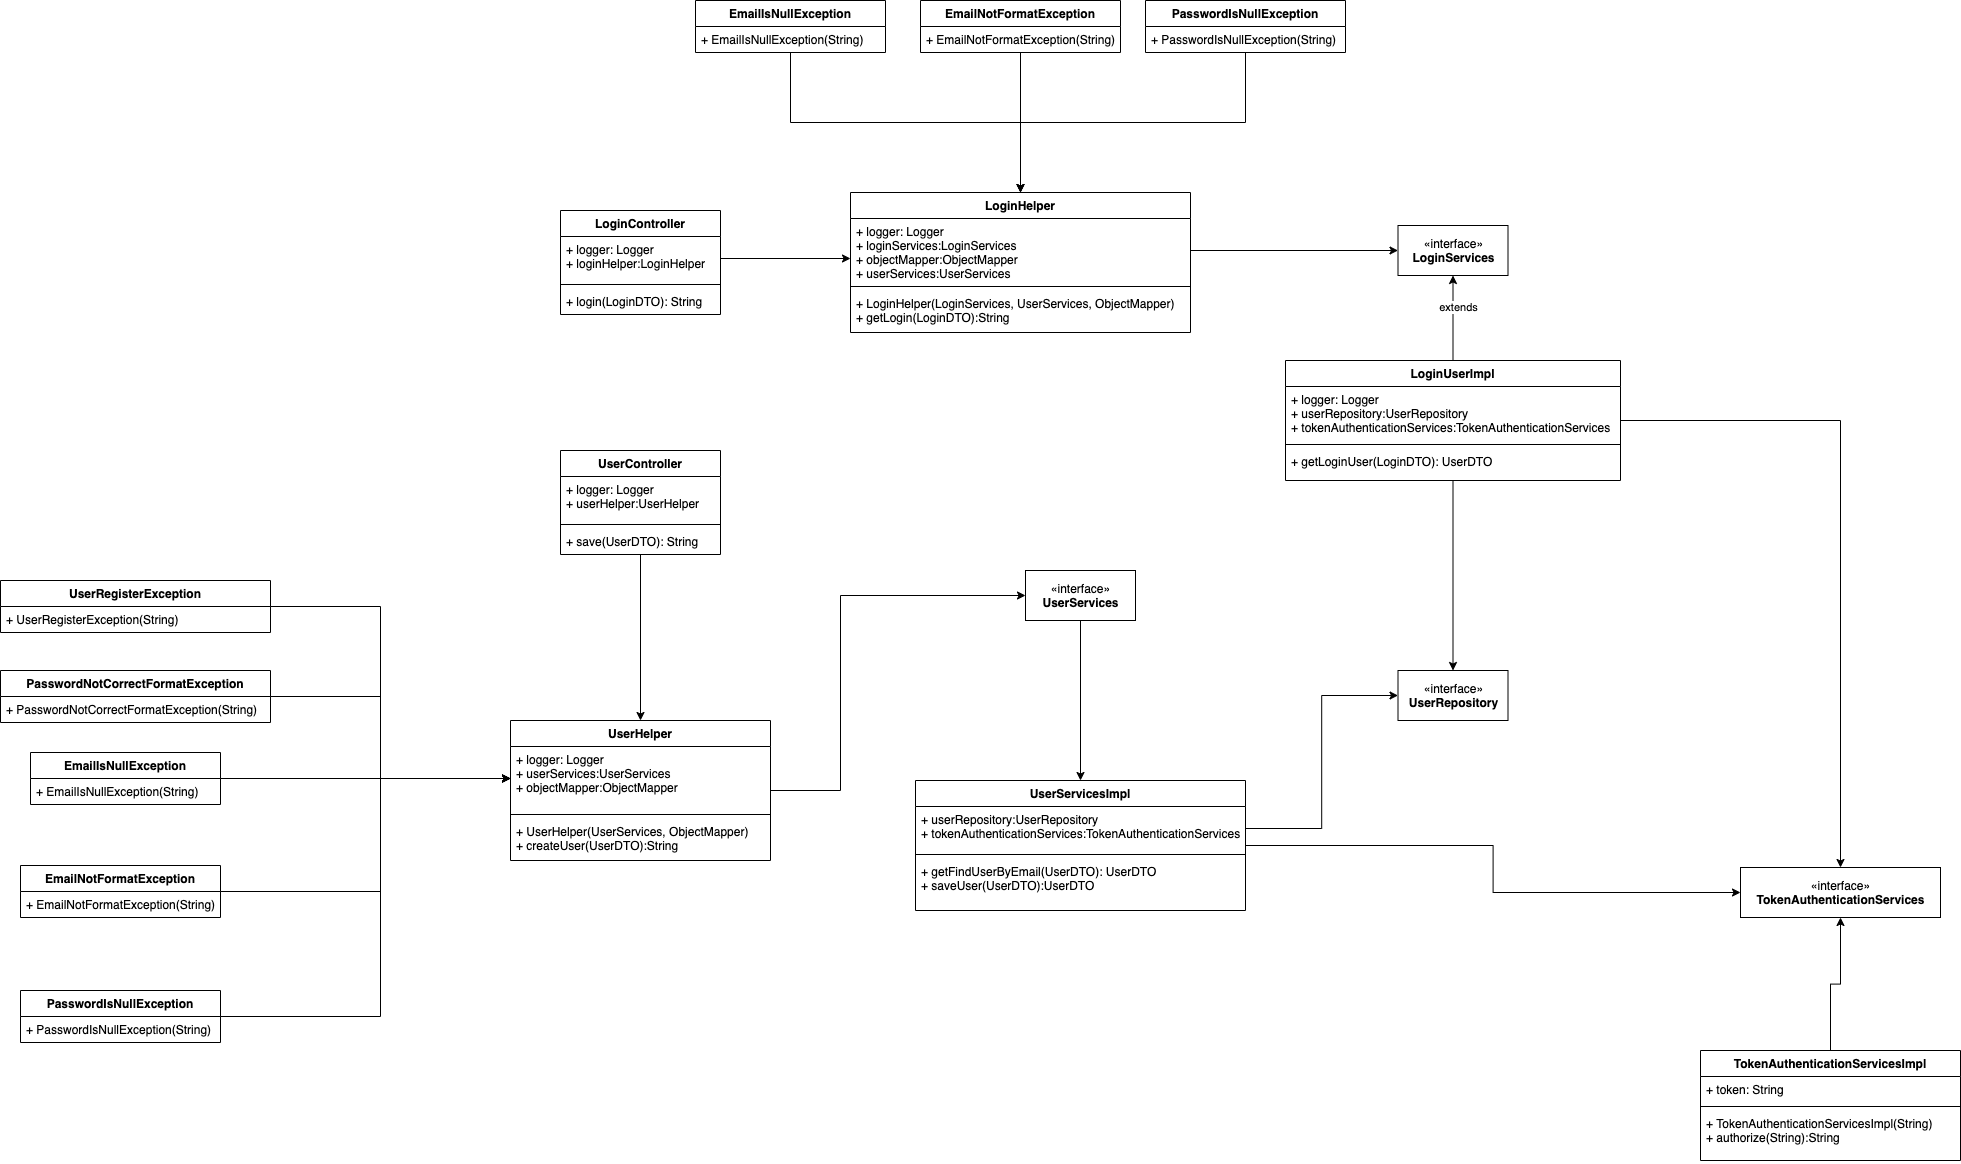 EmailIsNullException
+ EmailIsNullException(String)
EmailNotFormatException
+ EmailNotFormatException(String)
PasswordIsNullException
+ PasswordIsNullException(String)
LoginController
+ logger: Logger
+ loginHelper:LoginHelper
+ login(LoginDTO): String
LoginHelper
+ logger: Logger
+ loginServices:LoginServices
+ objectMapper:ObjectMapper
+ userServices:UserServices
+ LoginHelper(LoginServices, UserServices, ObjectMapper)
+ getLogin(LoginDTO):String
«interface»
LoginServices
extends
LoginUserImpl
+ logger: Logger
+ userRepository:UserRepository
+ tokenAuthenticationServices:TokenAuthenticationServices
+ getLoginUser(LoginDTO): UserDTO
UserController
+ logger: Logger
+ userHelper:UserHelper
+ save(UserDTO): String
UserRegisterException
+ UserRegisterException(String)
PasswordNotCorrectFormatException
+ PasswordNotCorrectFormatException(String)
EmailIsNullException
+ EmailIsNullException(String)
EmailNotFormatException
+ EmailNotFormatException(String)
PasswordIsNullException
+ PasswordIsNullException(String)
UserHelper
+ logger: Logger
+ userServices:UserServices
+ objectMapper:ObjectMapper
+ UserHelper(UserServices, ObjectMapper)
+ createUser(UserDTO):String
«interface»
UserServices
UserServicesImpl
+ userRepository:UserRepository
+ tokenAuthenticationServices:TokenAuthenticationServices
+ getFindUserByEmail(UserDTO): UserDTO
+ saveUser(UserDTO):UserDTO
«interface»
UserRepository
«interface»
TokenAuthenticationServices
TokenAuthenticationServicesImpl
+ token: String
+ TokenAuthenticationServicesImpl(String)
+ authorize(String):String